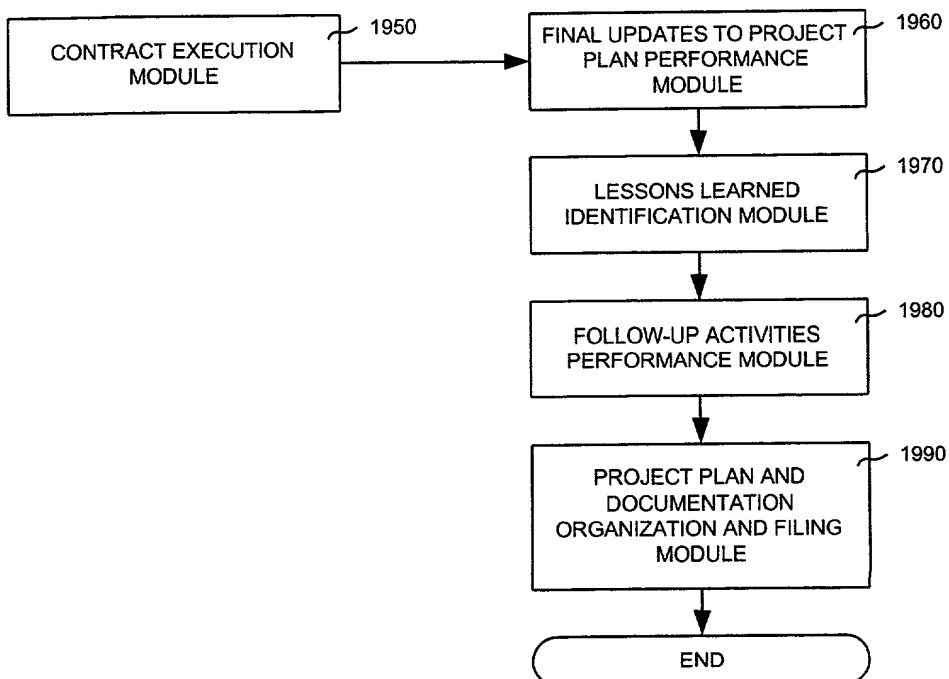 1950
CONTRACT EXECUTION
MODULE
1960
FINAL UPDATES TO PROJECT
PLAN PERFORMANCE
MODULE
1970
LESSONS LEARNED
IDENTIFICATION MODULE
1980
FOLLOW-UP ACTIVITIES
PERFORMANCE MODULE
1990
PROJECT PLAN AND
DOCUMENTATION
ORGANIZATION AND FILING
MODULE
END